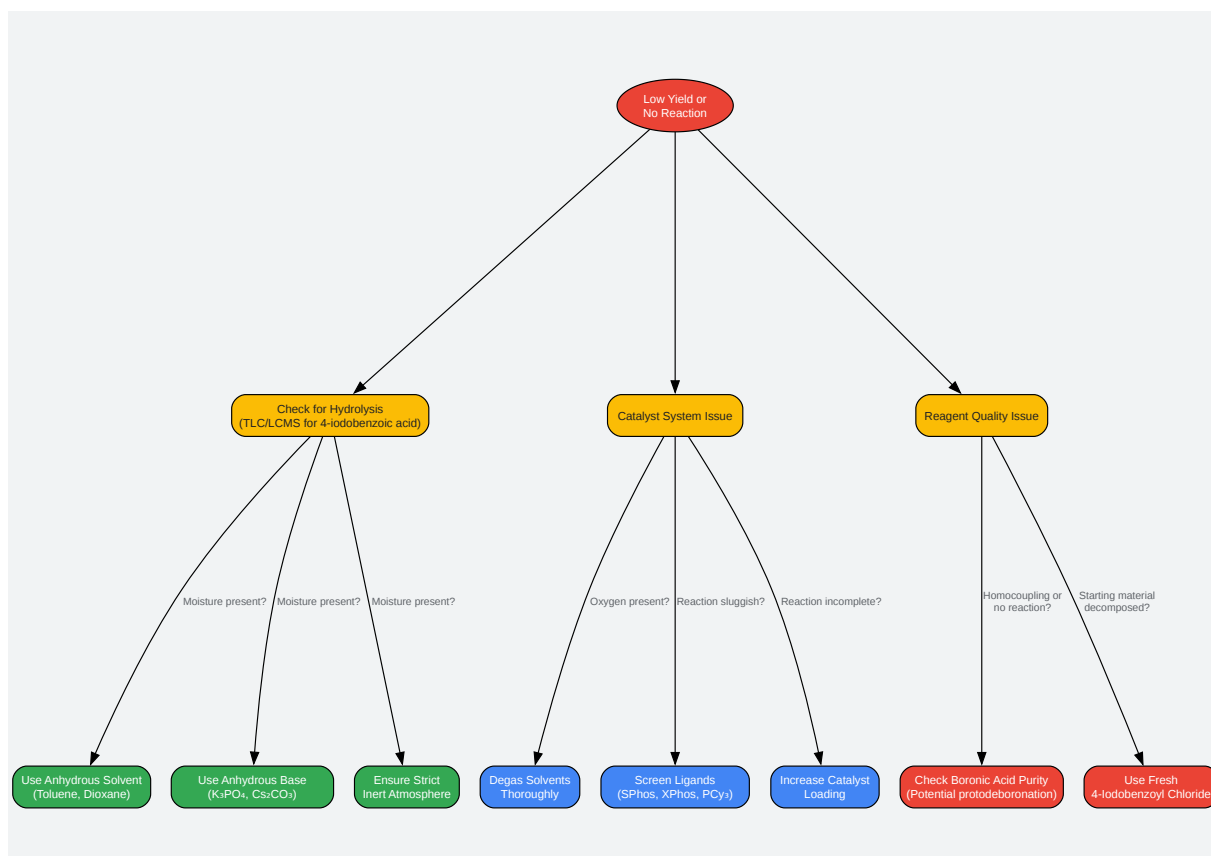 Low Yield or
No Reaction
Check for Hydrolysis
(TLC/LCMS for 4-iodobenzoic acid)
Catalyst System Issue
Reagent Quality Issue
Moisture present?
Moisture present?
Moisture present?
Oxygen present?
Reaction sluggish?
Reaction incomplete?
Homocoupling or
no reaction?
Starting material
decomposed?
Use Anhydrous Solvent
(Toluene, Dioxane)
Use Anhydrous Base
(K₃PO₄, Cs₂CO₃)
Ensure Strict
Inert Atmosphere
Degas Solvents
Thoroughly
Screen Ligands
(SPhos, XPhos, PCy₃)
Increase Catalyst
Loading
Check Boronic Acid Purity
(Potential protodeboronation)
Use Fresh
4-Iodobenzoyl Chloride